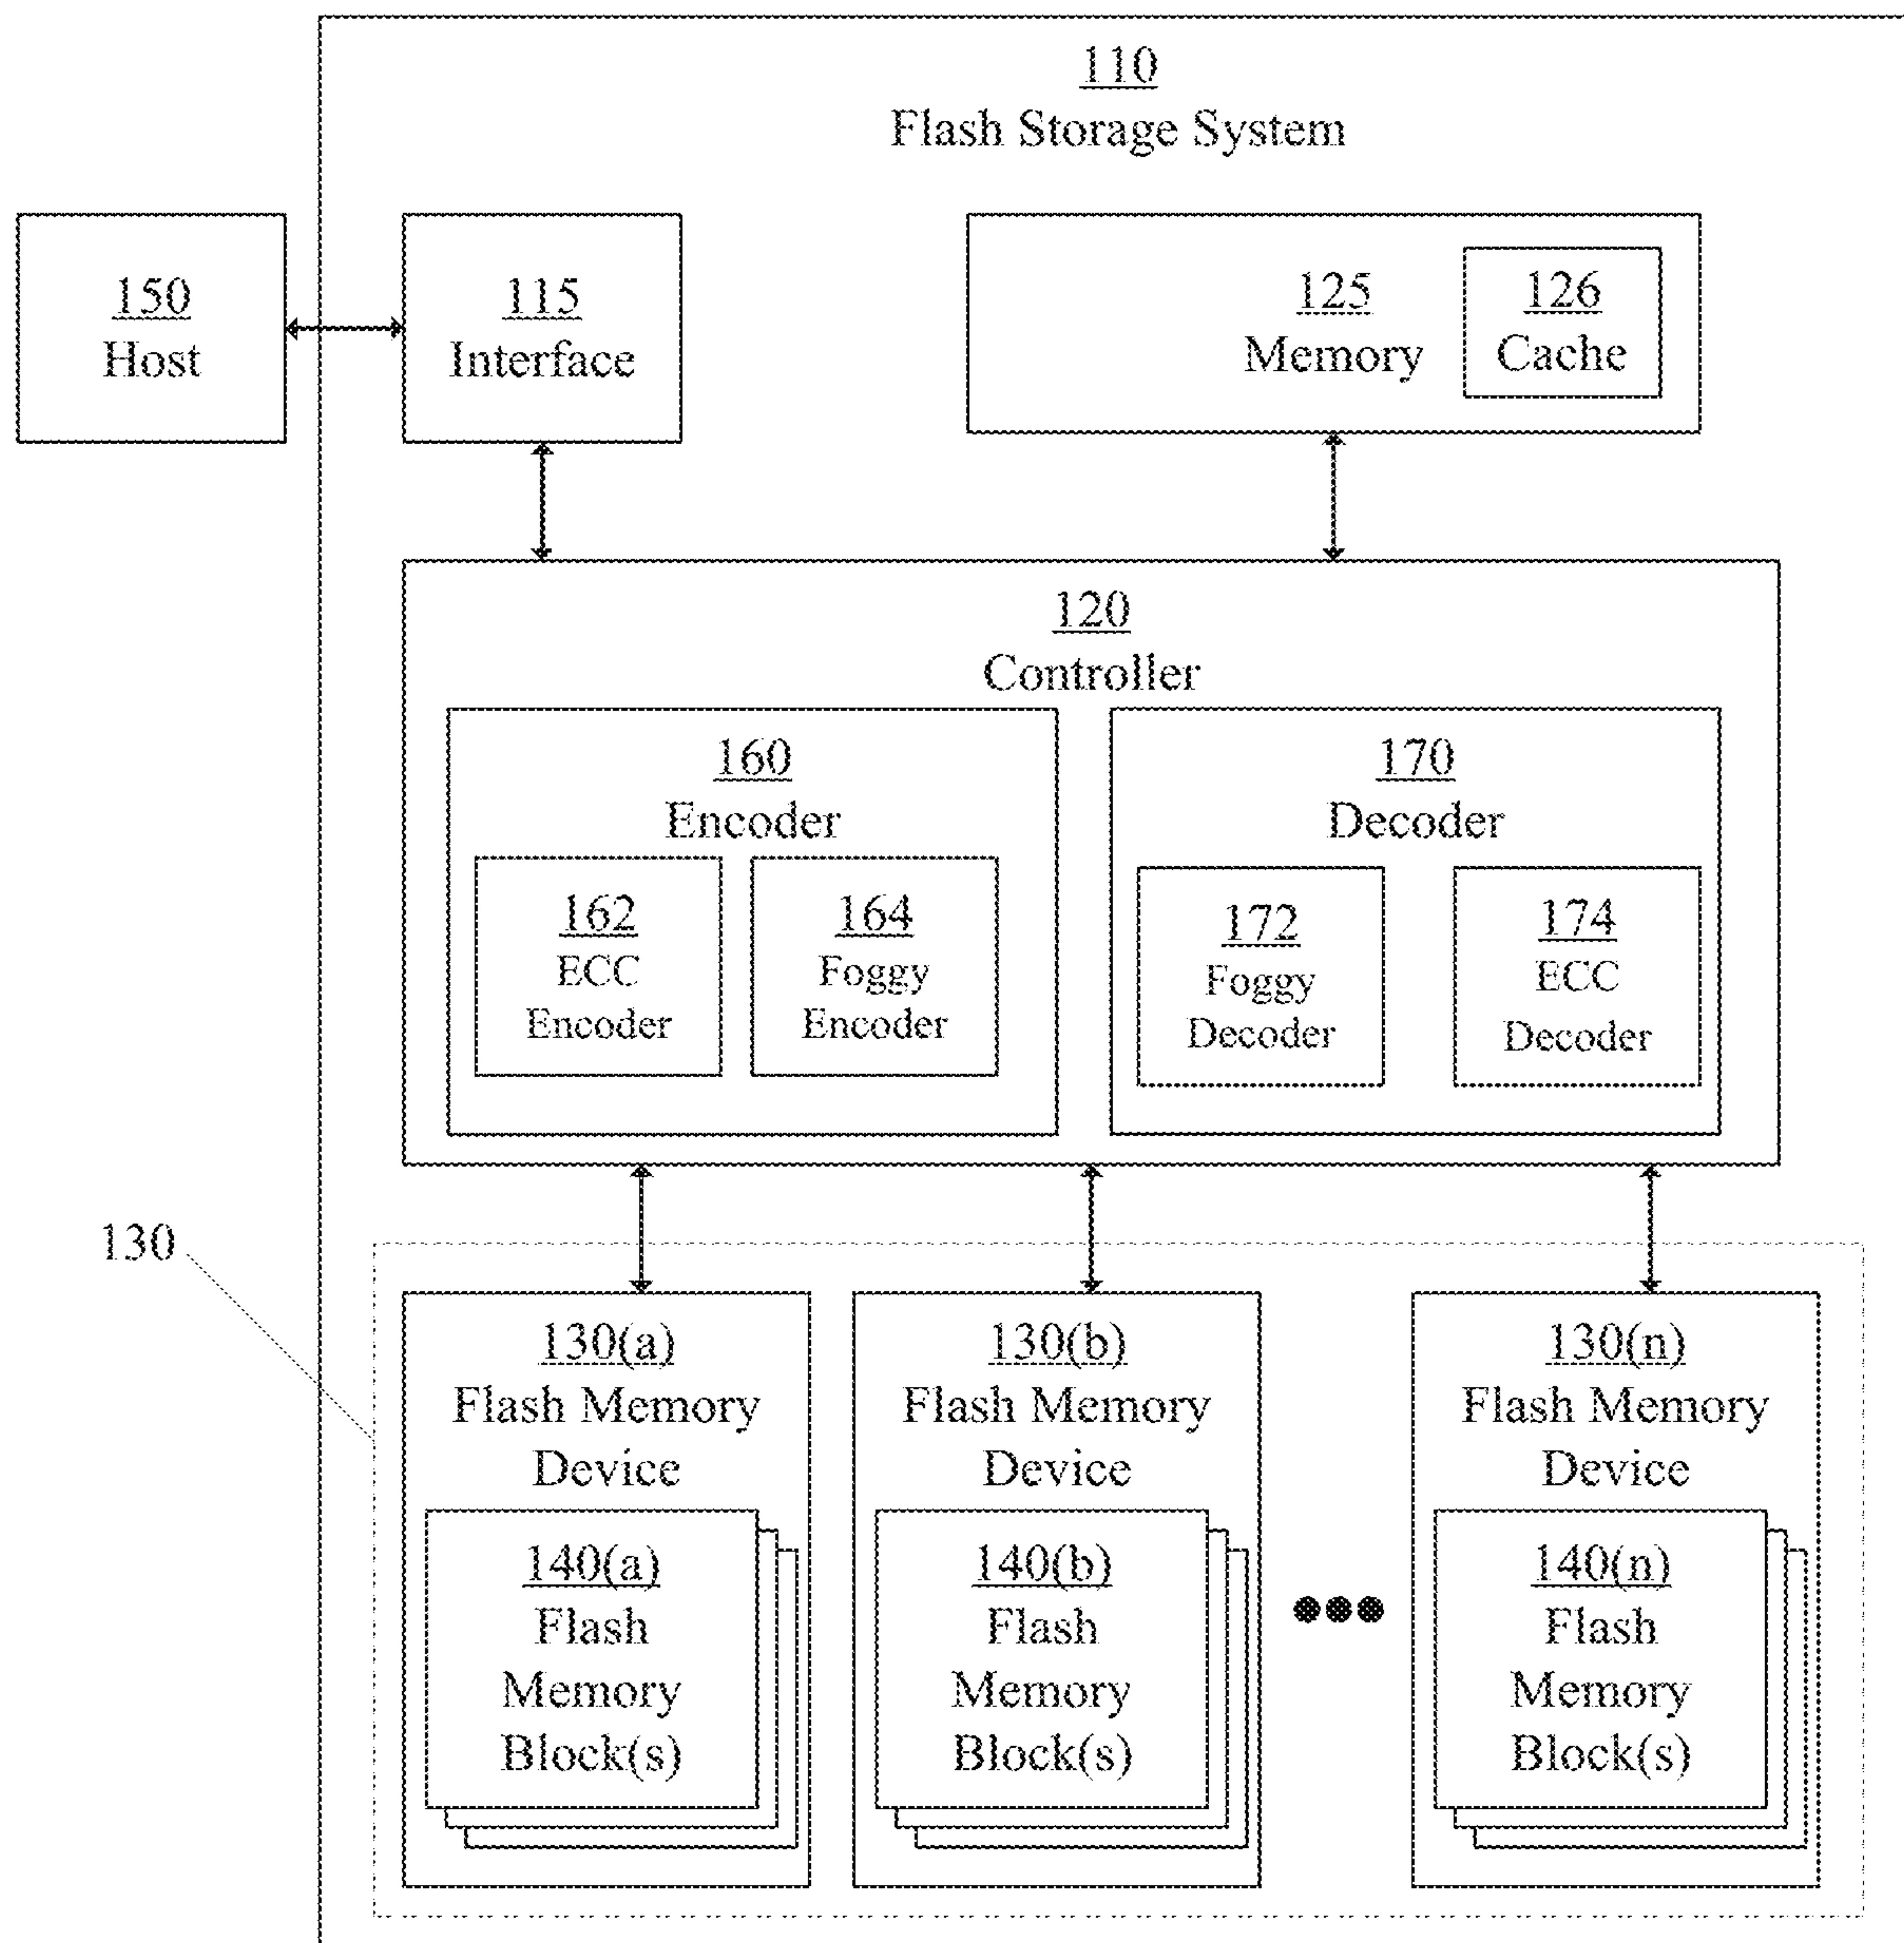 110
Flash Storage System
150
Host
115
Interface
125
Memory
126
Cache
120
Controller
160
Encoder
162
ECC
Encoder
164
Foggy
Encoder
170
Decoder
172
Foggy
Decoder
174
ECC
Decoder
130
130(a)
Flash Memory
Device
140(a)
Flash
Memory
Block(s)
130(b)
Flash Memory
Device
140(b)
Flash
Memory
Block(s)
130(n)
Flash Memory
Device
140(n)
Flash
Memory
Block(s)